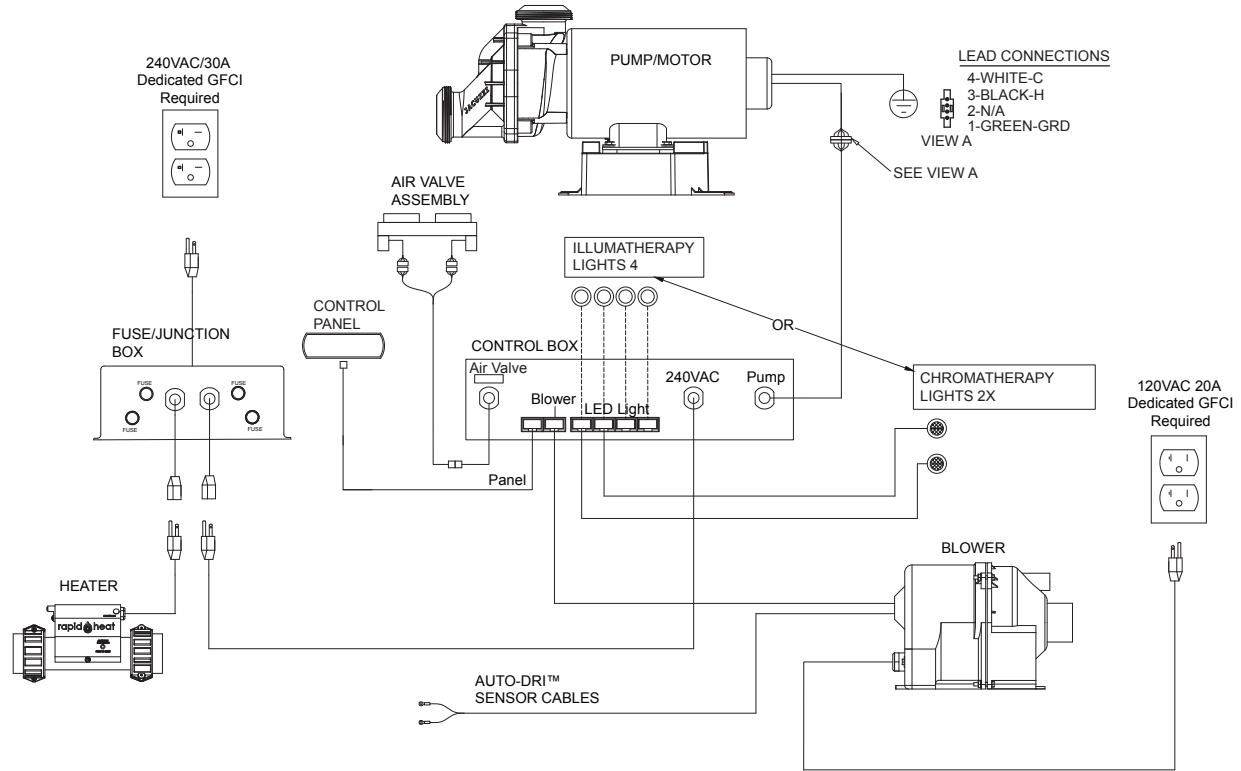 240VAC/30A
Dedicated GFCI
Required
PUMP/MOTOR
JACUZZI
LEAD CONNECTIONS
4-WHITE-C
3-BLACK-H
2-N/A
1-GREEN-GRD
VIEW A
SEE VIEW A
AIR VALVE
ASSEMBLY
ILLUMATHERAPY
LIGHTS 4
CONTROL
PANEL
OR
FUSE/JUNCTION
BOX
FUSE
FUSE
FUSE
FUSE
CONTROL BOX
Air Valve
240VAC
Pump
Blower
LED Light
Panel
CHROMATHERAPY
LIGHTS 2X
120VAC 20A
Dedicated GFCI
Required
HEATER
rapid heat
BLOWER
AUTO-DRI™
SENSOR CABLES